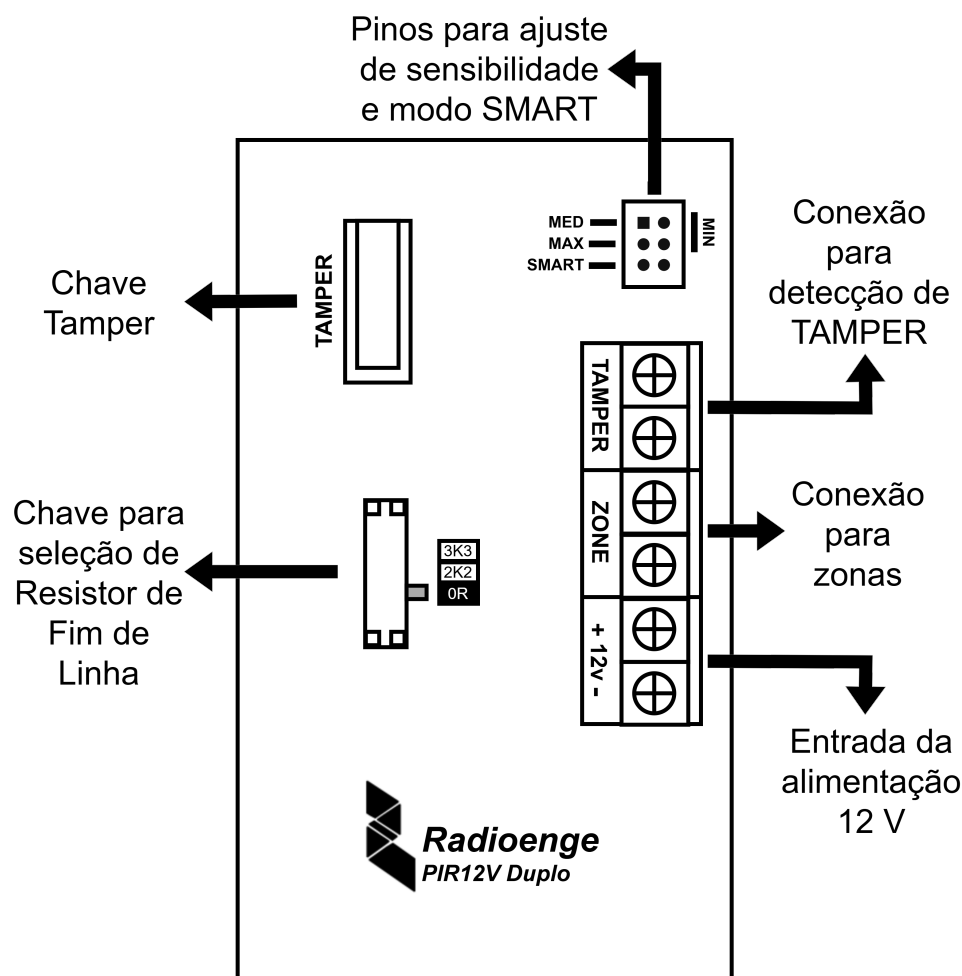 Pinos para ajuste
de sensibilidade
e modo SMART
MED
MAX
SMART
MIN
Conexão
para
detecção de
TAMPER
Chave
Tamper
TAMPER
TAMPER
ZONE
+ 12v -
Conexão
para
zonas
Chave para
seleção de
Resistor de
Fim de
Linha
3K3
2K2
0R
Entrada da
alimentação
12 V
Radioenge
PIR12V Duplo